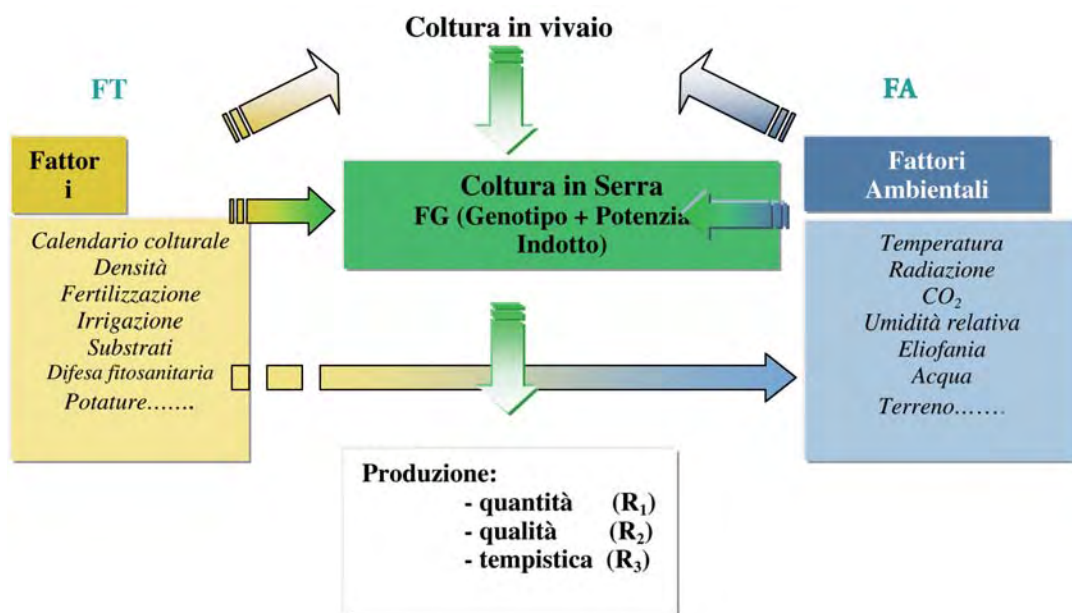 Coltura in vivaio
FT
FA
Fattor
i
Calendario colturale
Densità
Fertilizzazione
Irrigazione
Substrati
Difesa fitosanitaria
Potature…….
Coltura in Serra
FG (Genotipo + Potenzia
Indotto)
Fattori
Ambientali
Temperatura
Radiazione
CO₂
Umidità relativa
Eliofania
Acqua
Terreno…….
Produzione:
- quantità (R₁)
- qualità (R₂)
- tempistica (R₃)